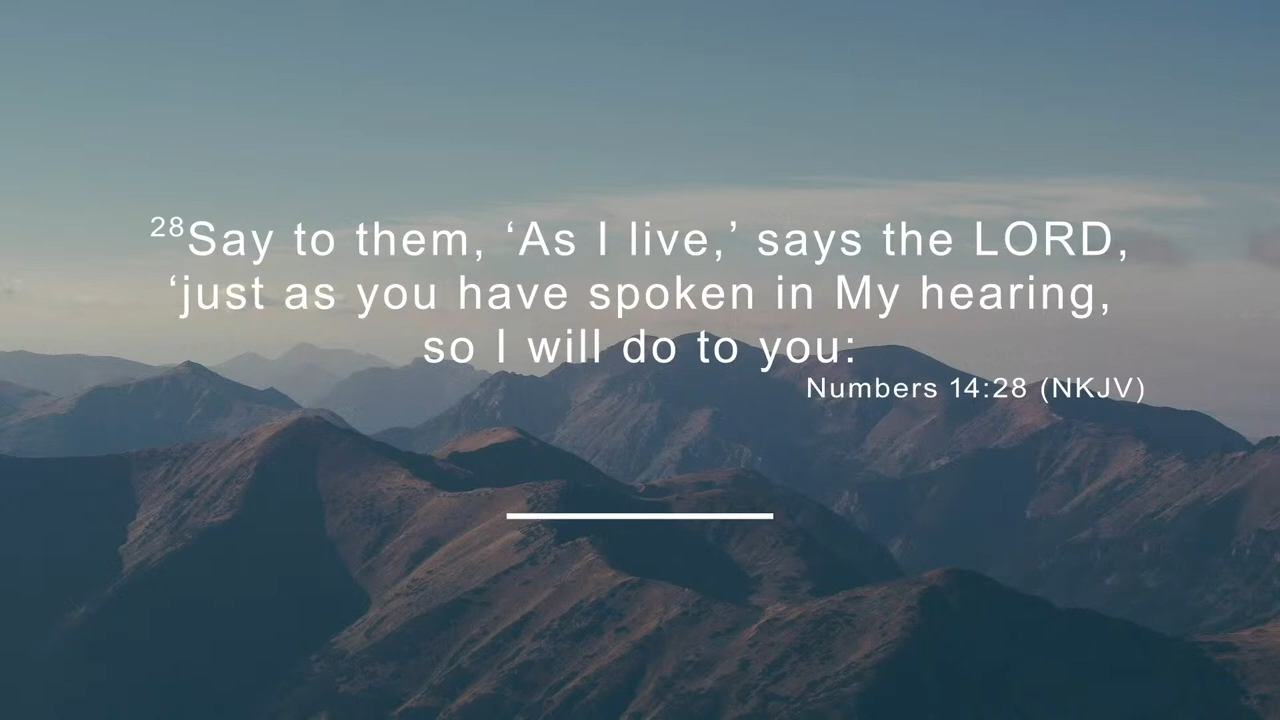 ²⁸Say to them, ‘As I live,’ says the LORD,
‘just as you have spoken in My hearing,
so I will do to you:
Numbers 14:28 (NKJV)